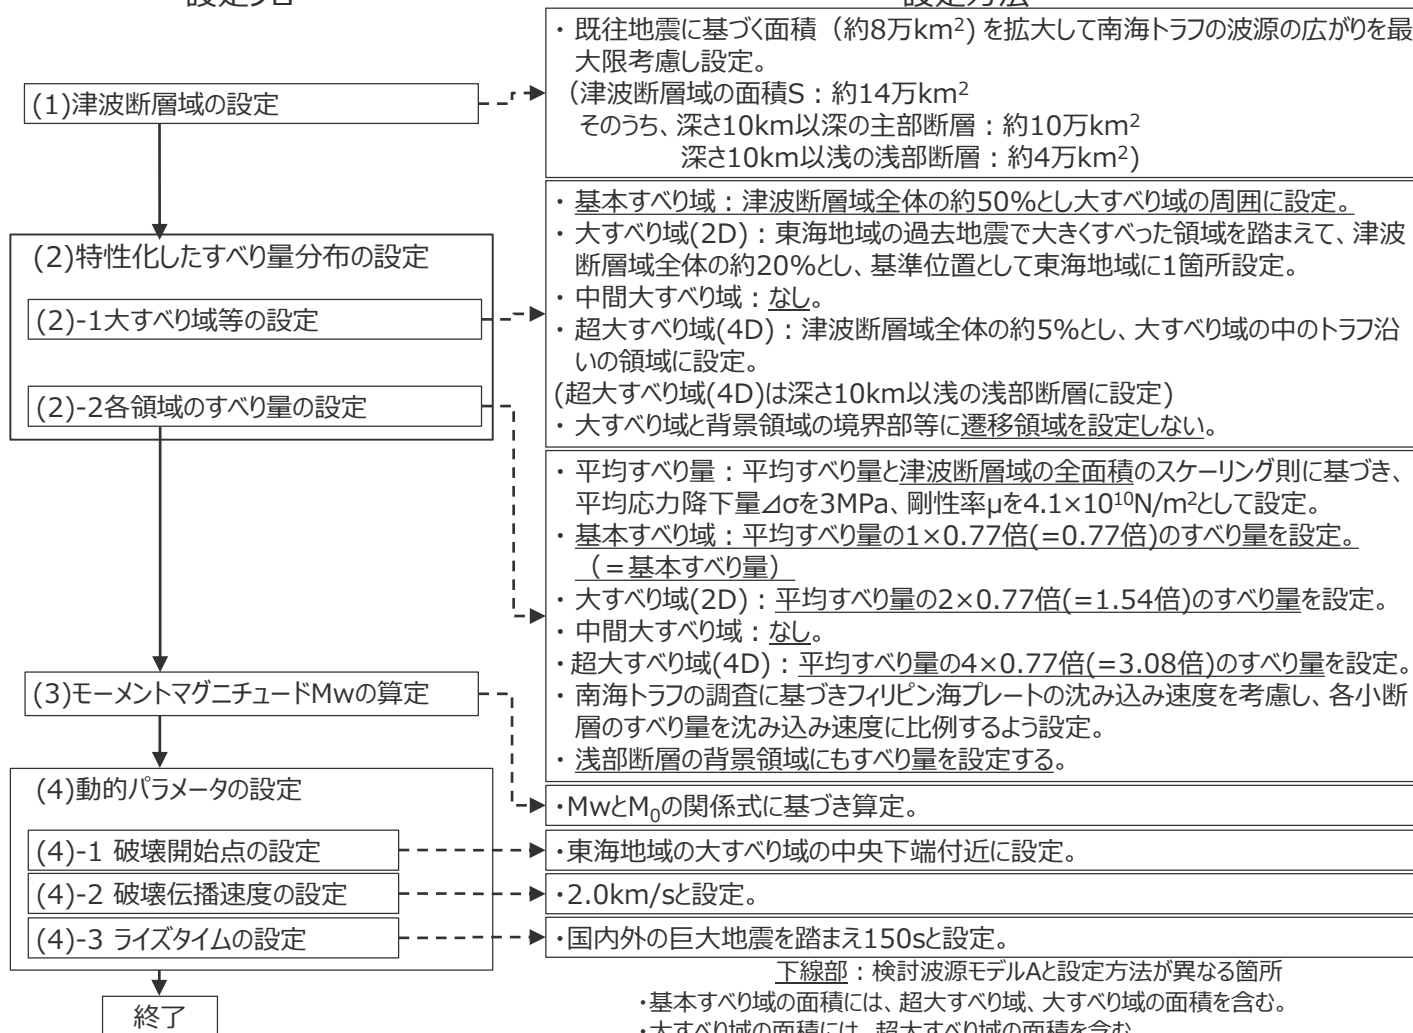 (1)津波断層域の設定
(2)特性化したすべり量分布の設定
(2)-1大すべり域等の設定
(2)-2各領域のすべり量の設定
(3)モーメントマグニチュードMwの算定
(4)動的パラメータの設定
(4)-1 破壊開始点の設定
(4)-2 破壊伝播速度の設定
(4)-3 ライズタイムの設定
終了
・既往地震に基づく面積（約8万km²) を拡大して南海トラフの波源の広がりを最
大限考慮し設定。
（津波断層域の面積S：約14万km²
そのうち、深さ10km以深の主部断層：約10万km²
深さ10km以浅の浅部断層：約4万km²)
・基本すべり域：津波断層域全体の約50%とし大すべり域の周囲に設定。
・大すべり域(2D)：東海地域の過去地震で大きくすべった領域を踏まえて、津波
断層域全体の約20%とし、基準位置として東海地域に1箇所設定。
・中間大すべり域：なし。
・超大すべり域(4D)：津波断層域全体の約5%とし、大すべり域の中のトラフ沿
いの領域に設定。
(超大すべり域(4D)は深さ10km以浅の浅部断層に設定)
・大すべり域と背景領域の境界部等に遷移領域を設定しない。
・平均すべり量：平均すべり量と津波断層域の全面積のスケーリング則に基づき、
平均応力降下量⊿σを3MPa、剛性率μを4.1×10¹⁰N/m²として設定。
・基本すべり域：平均すべり量の1×0.77倍(=0.77倍)のすべり量を設定。
（＝基本すべり量）
・大すべり域(2D)：平均すべり量の2×0.77倍(=1.54倍)のすべり量を設定。
・中間大すべり域：なし。
・超大すべり域(4D)：平均すべり量の4×0.77倍(=3.08倍)のすべり量を設定。
・南海トラフの調査に基づきフィリピン海プレートの沈み込み速度を考慮し、各小断
層のすべり量を沈み込み速度に比例するよう設定。
・浅部断層の背景領域にもすべり量を設定する。
・MwとM₀の関係式に基づき算定。
・東海地域の大すべり域の中央下端付近に設定。
・2.0km/sと設定。
・国内外の巨大地震を踏まえ150sと設定。
下線部：検討波源モデルAと設定方法が異なる箇所
・基本すべり域の面積には、超大すべり域、大すべり域の面積を含む。
・大すべり域の面積には、超大すべり域の面積を含む